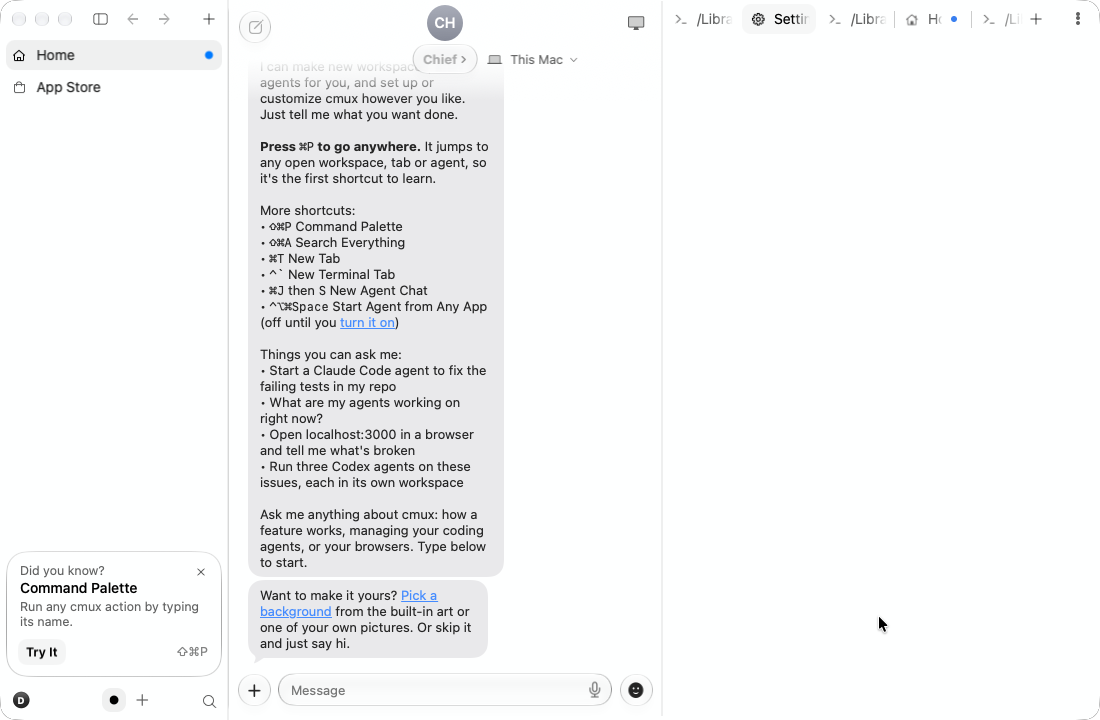 Home
App Store
Did you know?
Command Palette
Run any cmux action by typing
its name.
Try It
⇧⌘P
D
CH
Chief ›
This Mac
I can make new workspac
agents for you, and set up or
customize cmux however you like.
Just tell me what you want done.
Press ⌘P to go anywhere. It jumps to
any open workspace, tab or agent, so
it's the first shortcut to learn.
More shortcuts:
• ⇧⌘P Command Palette
• ⇧⌘A Search Everything
• ⌘T New Tab
• ^` New Terminal Tab
• ⌘J then S New Agent Chat
• ^⌥⌘Space Start Agent from Any App
(off until you turn it on)
Things you can ask me:
• Start a Claude Code agent to fix the
failing tests in my repo
• What are my agents working on
right now?
• Open localhost:3000 in a browser
and tell me what's broken
• Run three Codex agents on these
issues, each in its own workspace
Ask me anything about cmux: how a
feature works, managing your coding
agents, or your browsers. Type below
to start.
Want to make it yours? Pick a
background from the built-in art or
one of your own pictures. Or skip it
and just say hi.
Message
/Libra
Settin
/Libra
Ho
/Li